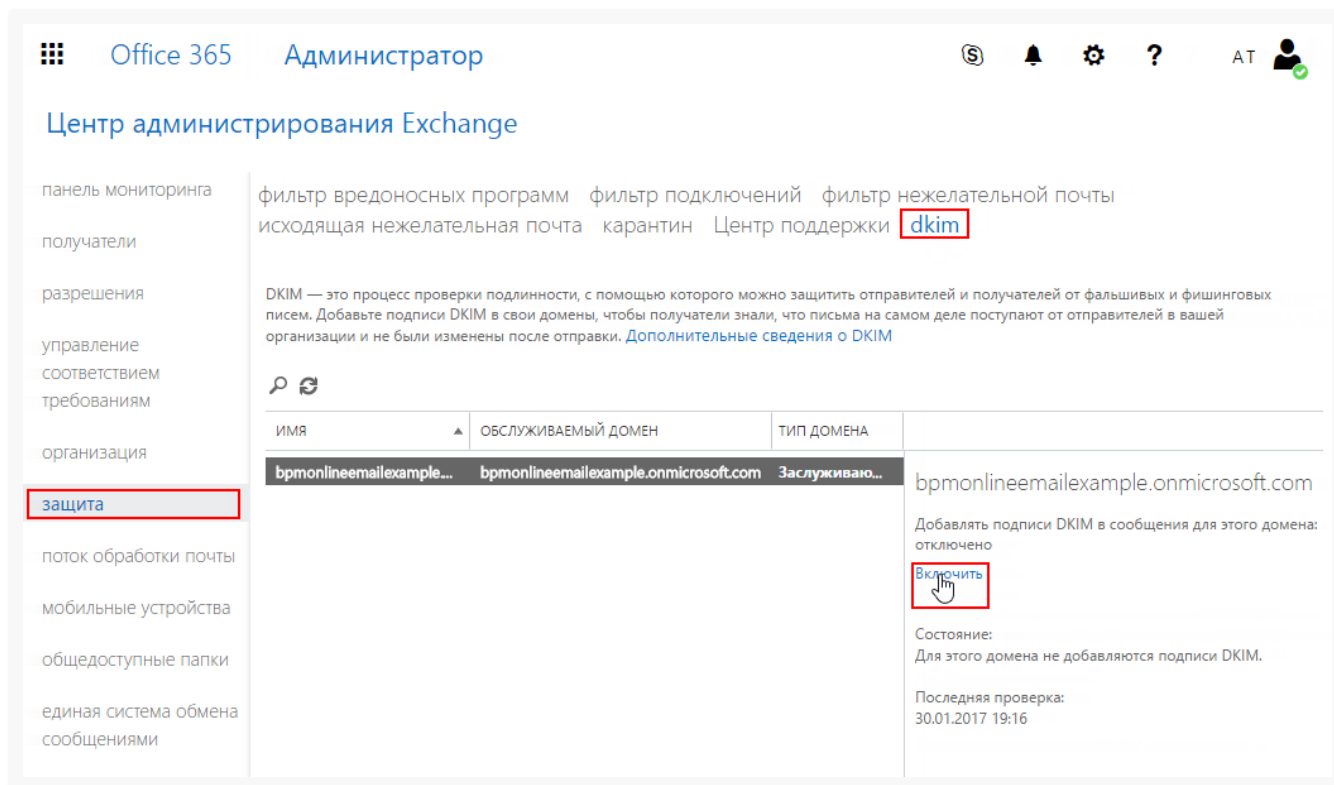 Office 365 Администратор ? AT
Центр администрирования Exchange
панель мониторинга
получатели
разрешения
управление
соответствием
требованиям
организация
защита
поток обработки почты
мобильные устройства
общедоступные папки
единая система обмена
сообщениями
фильтр вредоносных программ фильтр подключений фильтр нежелательной почты
исходящая нежелательная почта карантин Центр поддержки dkim
DKIM — это процесс проверки подлинности, с помощью которого можно защитить отправителей и получателей от фальшивых и фишинговых
писем. Добавьте подписи DKIM в свои домены, чтобы получатели знали, что письма на самом деле поступают от отправителей в вашей
организации и не были изменены после отправки. Дополнительные сведения о DKIM
ИМЯ ОБСЛУЖИВАЕМЫЙ ДОМЕН ТИП ДОМЕНА
bpmonlineemailexample.... bpmonlineemailexample.onmicrosoft.com Заслуживаю...
bpmonlineemailexample.onmicrosoft.com
Добавлять подписи DKIM в сообщения для этого домена:
отключено
Включить
Состояние:
Для этого домена не добавляются подписи DKIM.
Последняя проверка:
30.01.2017 19:16